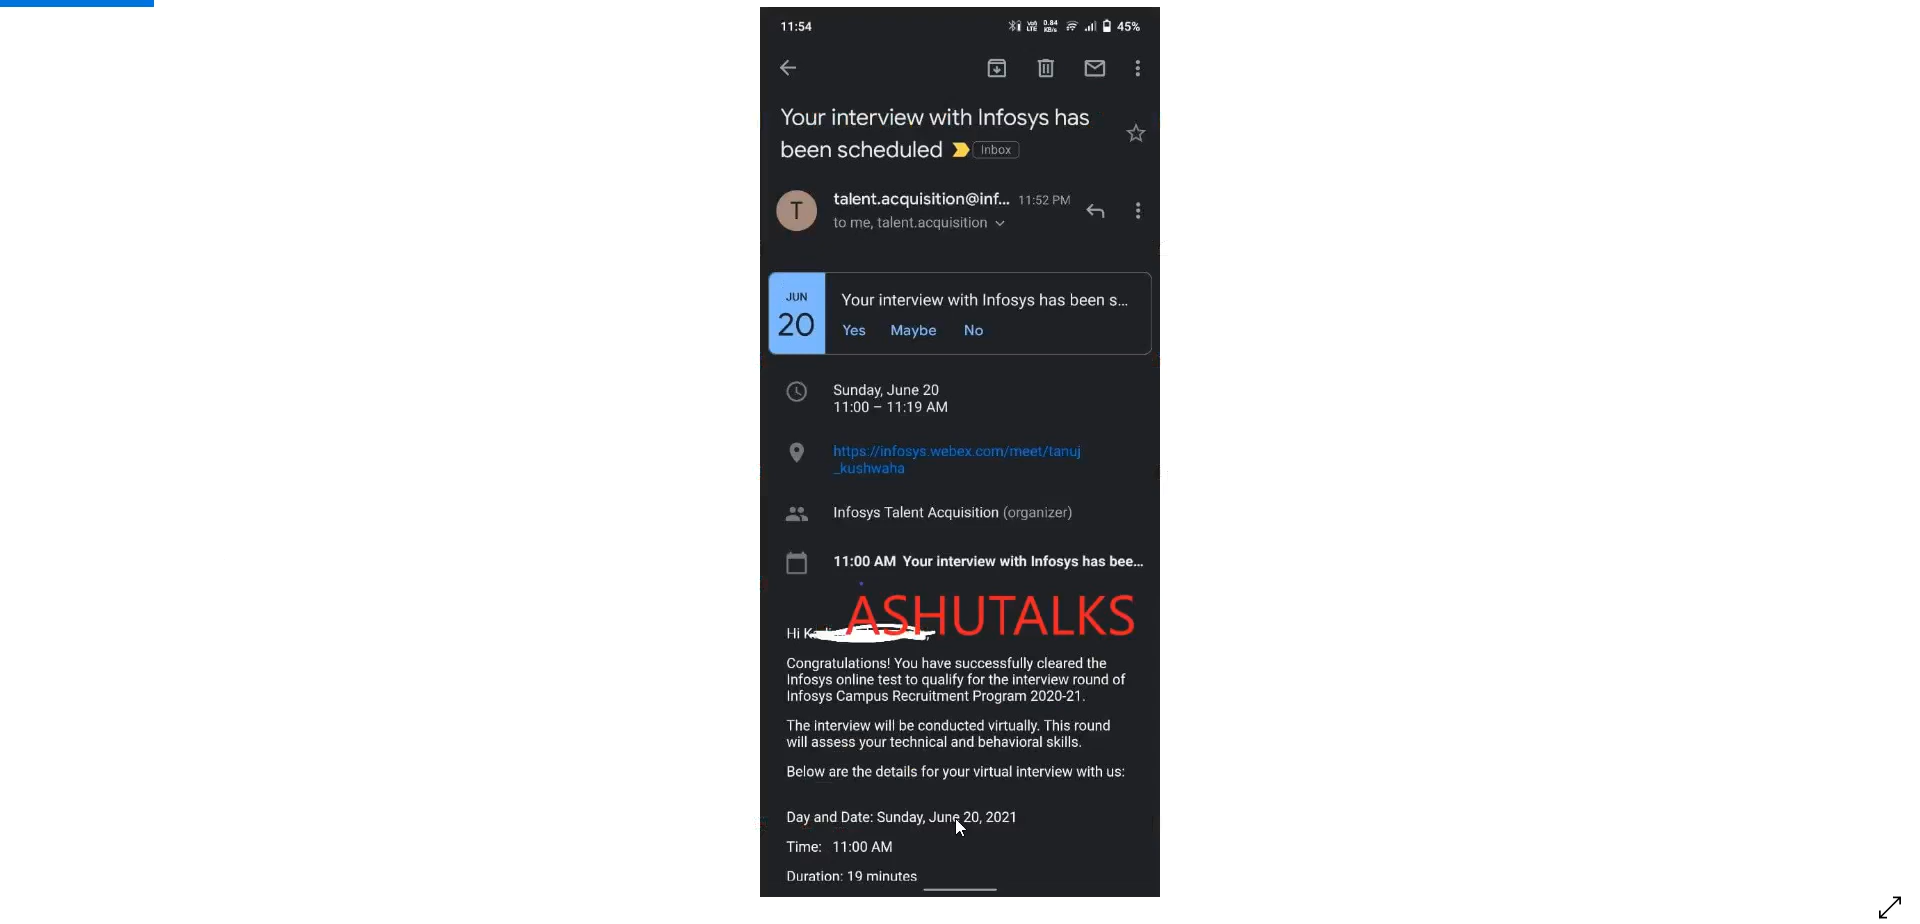 11:54
Vo)) LTE 0.84 KB/s 45%
Your interview with Infosys has
been scheduled Inbox
T
talent.acquisition@inf... 11:52 PM
to me, talent.acquisition
JUN
20
Your interview with Infosys has been s...
Yes Maybe No
Sunday, June 20
11:00 – 11:19 AM
https://infosys.webex.com/meet/tanuj
_kushwaha
Infosys Talent Acquisition (organizer)
11:00 AM Your interview with Infosys has bee...
ASHUTALKS
Hi
Congratulations! You have successfully cleared the
Infosys online test to qualify for the interview round of
Infosys Campus Recruitment Program 2020-21.
The interview will be conducted virtually. This round
will assess your technical and behavioral skills.
Below are the details for your virtual interview with us:
Day and Date: Sunday, June 20, 2021
Time: 11:00 AM
Duration: 19 minutes